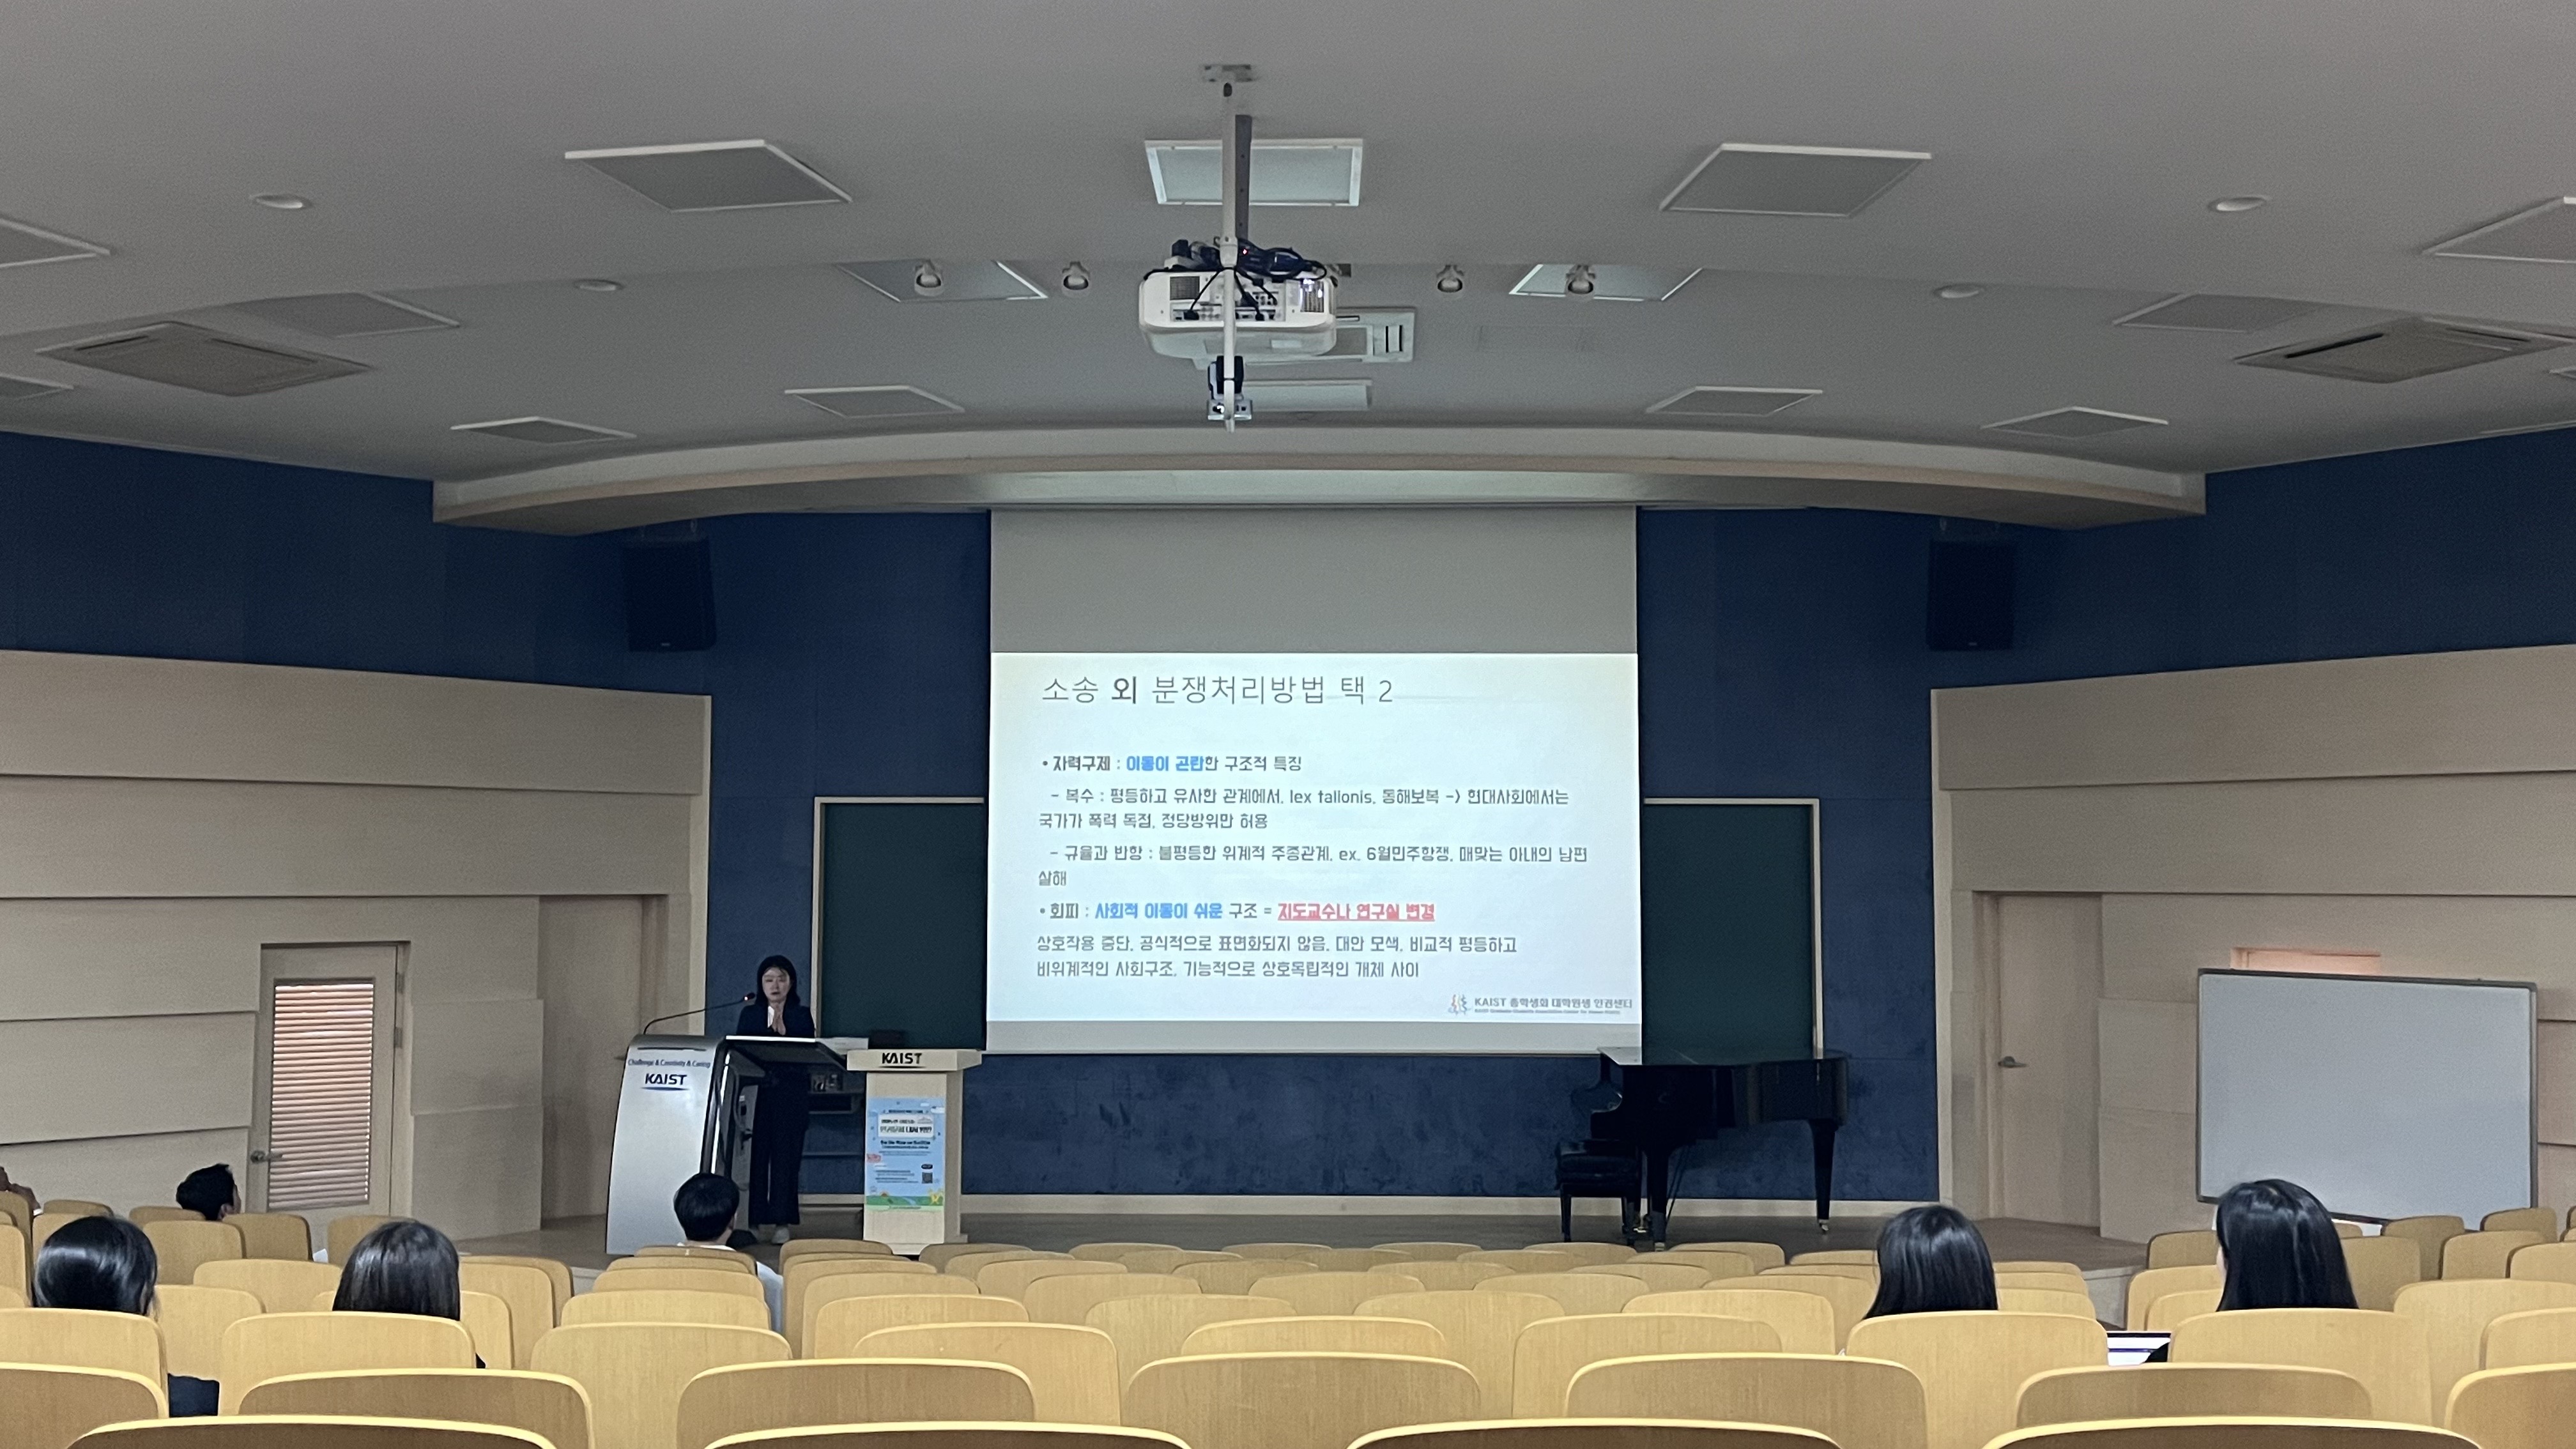 소송 외 분쟁처리방법 택 2
• 자력구제 : 이동이 곤란한 구조적 특징
- 복수 : 평등하고 유사한 관계에서, lex tallonis, 동해보복 -> 현대사회에서는
국가가 폭력 독점, 정당방위만 허용
- 규율과 반항 : 불평등한 위계적 주종관계, ex. 6월민주항쟁, 매맞는 아내의 남편
살해
• 회피 : 사회적 이동이 쉬운 구조 = 지도교수나 연구실 변경
상호작용 중단, 공식적으로 표면화되지 않음, 대안 모색, 비교적 평등하고
비위계적인 사회구조, 기능적으로 상호독립적인 개체 사이
KAIST 총학생회 대학원생 인권센터
Challenge & Creativity & Caring
KAIST
KAIST